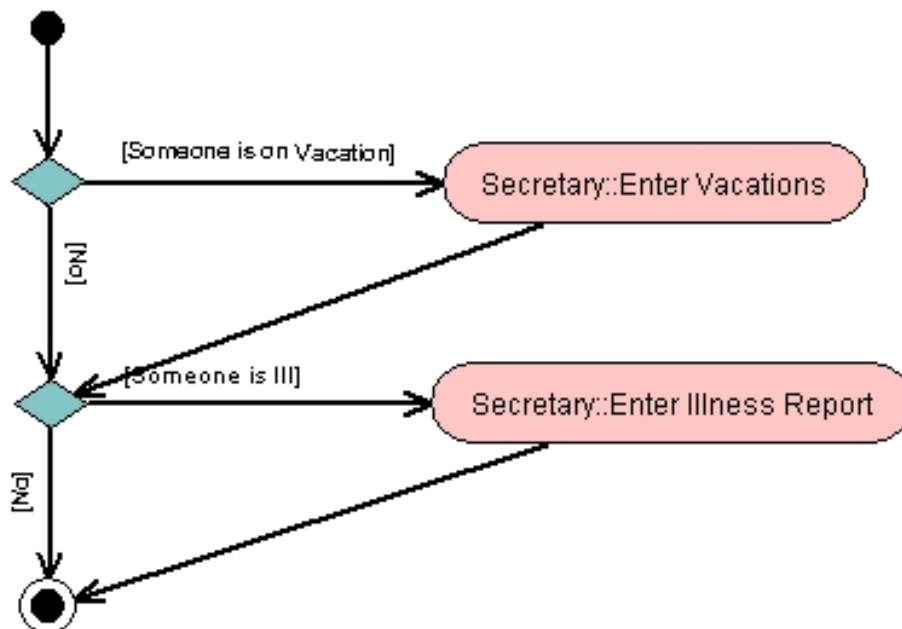 [Someone is on Vacation]
Secretary::Enter Vacations
[No]
[Someone is Ill]
Secretary::Enter Illness Report
[No]